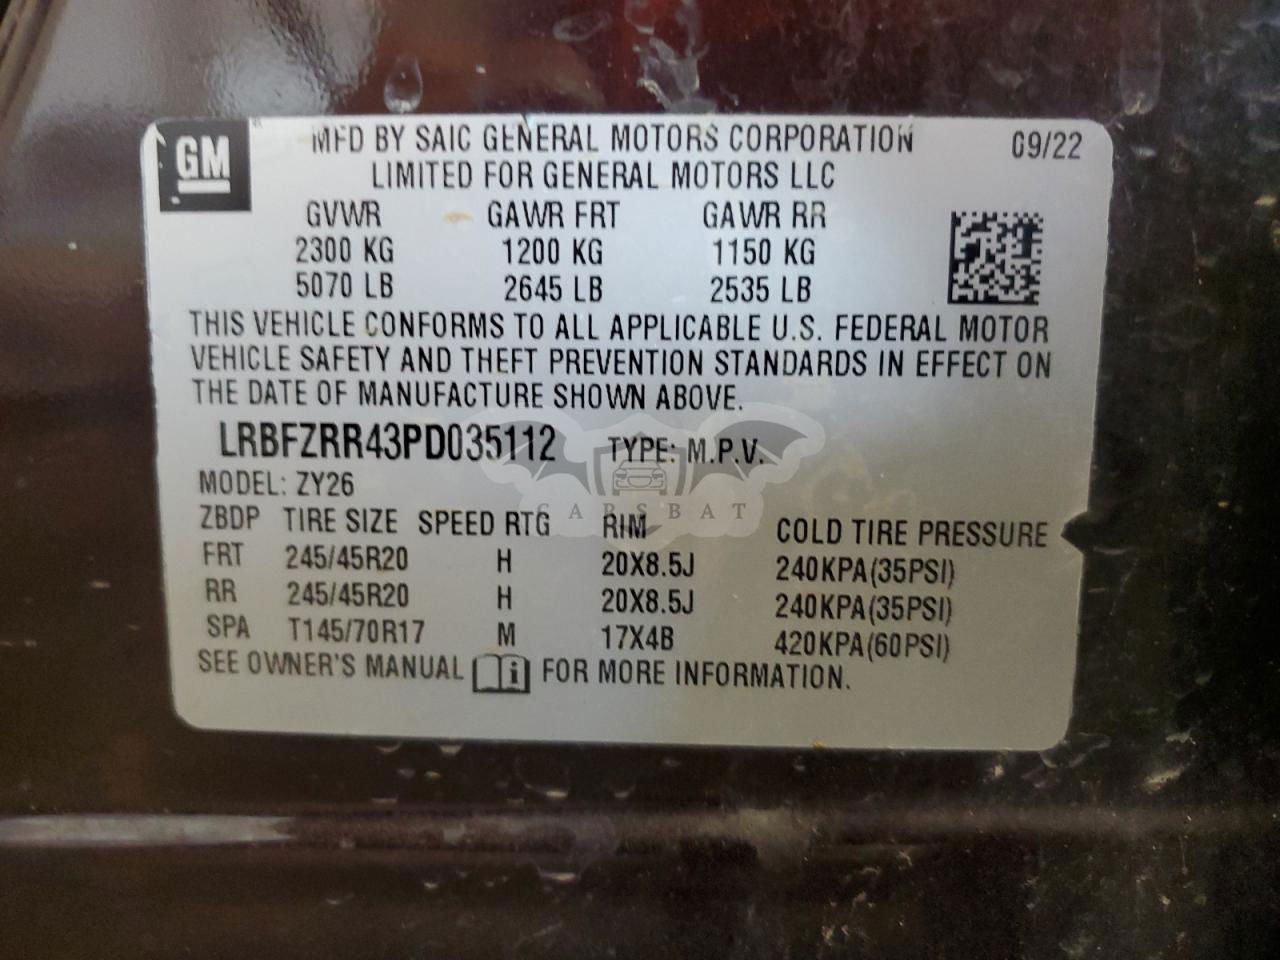 GM
MFD BY SAIC GENERAL MOTORS CORPORATION 09/22
LIMITED FOR GENERAL MOTORS LLC
GVWR GAWR FRT GAWR RR
2300 KG 1200 KG 1150 KG
5070 LB 2645 LB 2535 LB
THIS VEHICLE CONFORMS TO ALL APPLICABLE U.S. FEDERAL MOTOR
VEHICLE SAFETY AND THEFT PREVENTION STANDARDS IN EFFECT ON
THE DATE OF MANUFACTURE SHOWN ABOVE.
LRBFZRR43PD035112 TYPE: M.P.V.
MODEL: ZY26
CARSBAT
ZBDP TIRE SIZE SPEED RTG RIM COLD TIRE PRESSURE
FRT 245/45R20 H 20X8.5J 240KPA(35PSI)
RR 245/45R20 H 20X8.5J 240KPA(35PSI)
SPA T145/70R17 M 17X4B 420KPA(60PSI)
SEE OWNER'S MANUAL i FOR MORE INFORMATION.